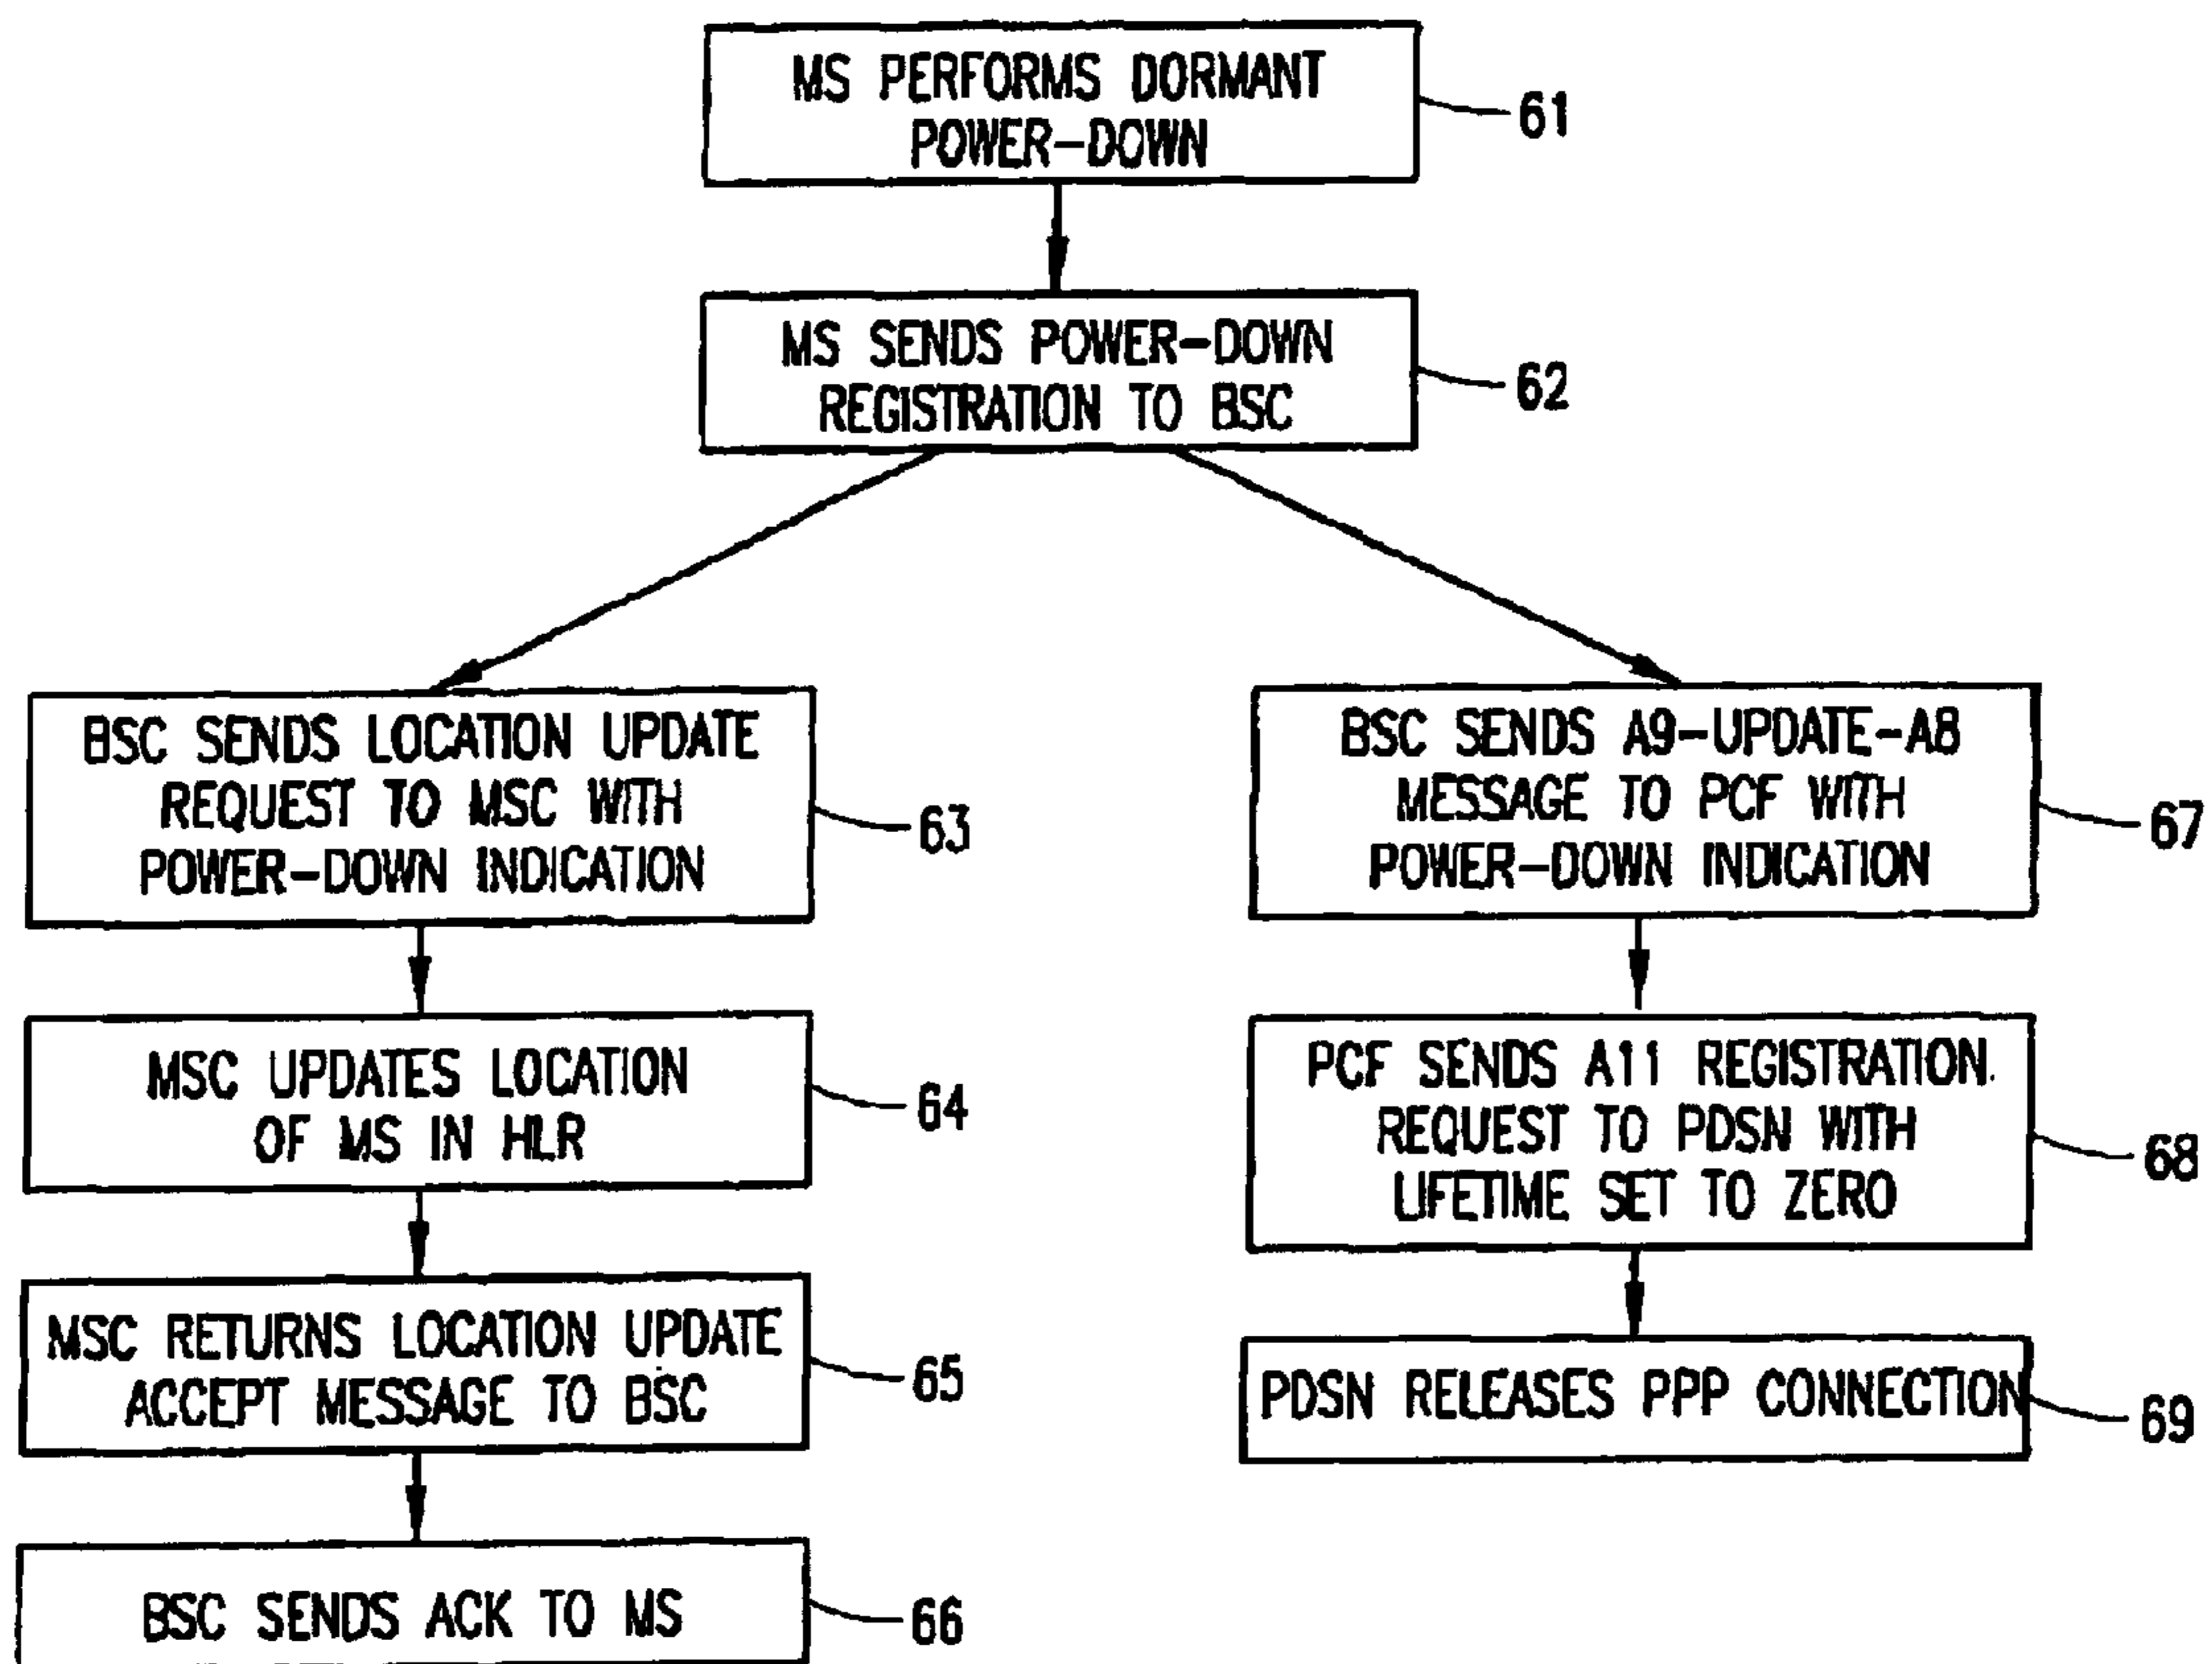 MS PERFORMS DORMANT
POWER-DOWN
61
MS SENDS POWER-DOWN
REGISTRATION TO BSC
62
BSC SENDS LOCATION UPDATE
REQUEST TO MSC WITH
POWER-DOWN INDICATION
63
MSC UPDATES LOCATION
OF MS IN HLR
64
MSC RETURNS LOCATION UPDATE
ACCEPT MESSAGE TO BSC
65
BSC SENDS ACK TO MS
66
BSC SENDS A9-UPDATE-A8
MESSAGE TO PCF WITH
POWER-DOWN INDICATION
67
PCF SENDS A11 REGISTRATION
REQUEST TO PDSN WITH
LIFETIME SET TO ZERO
68
PDSN RELEASES PPP CONNECTION
69